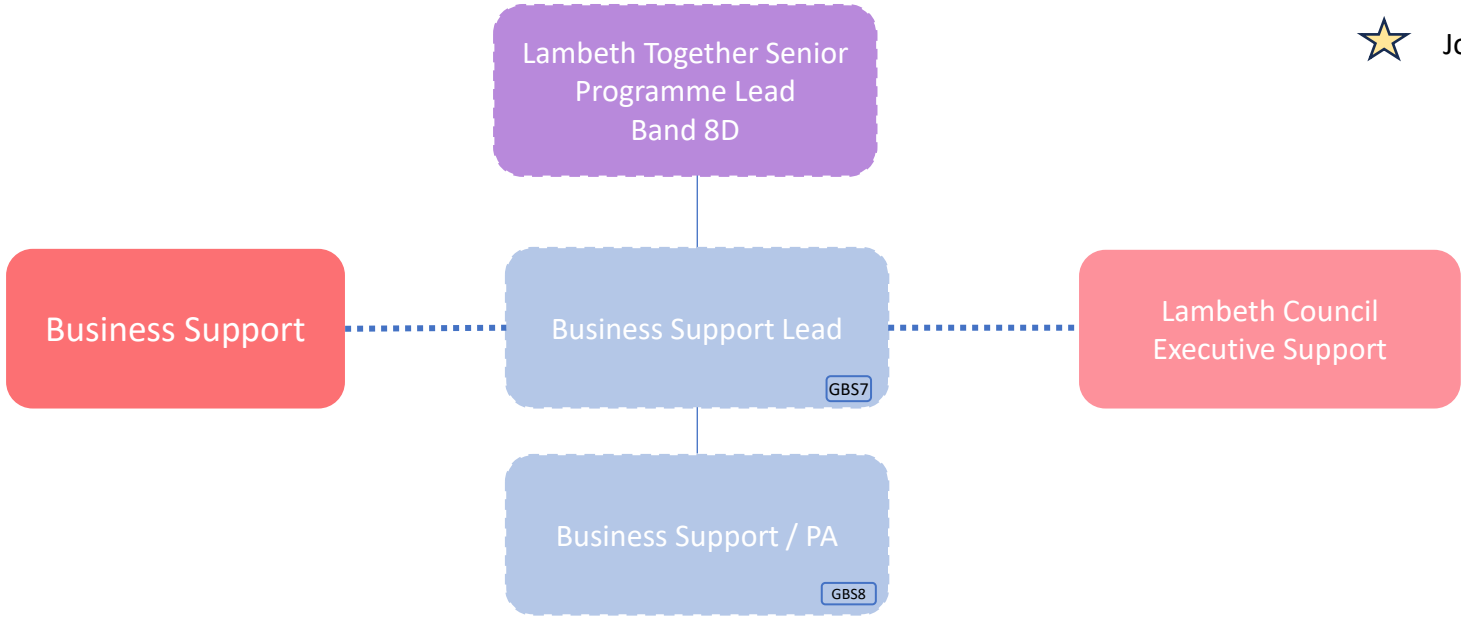 Lambeth Together Senior
Programme Lead
Band 8D
Business Support
Business Support Lead
GBS7
Lambeth Council
Executive Support
Business Support / PA
GBS8